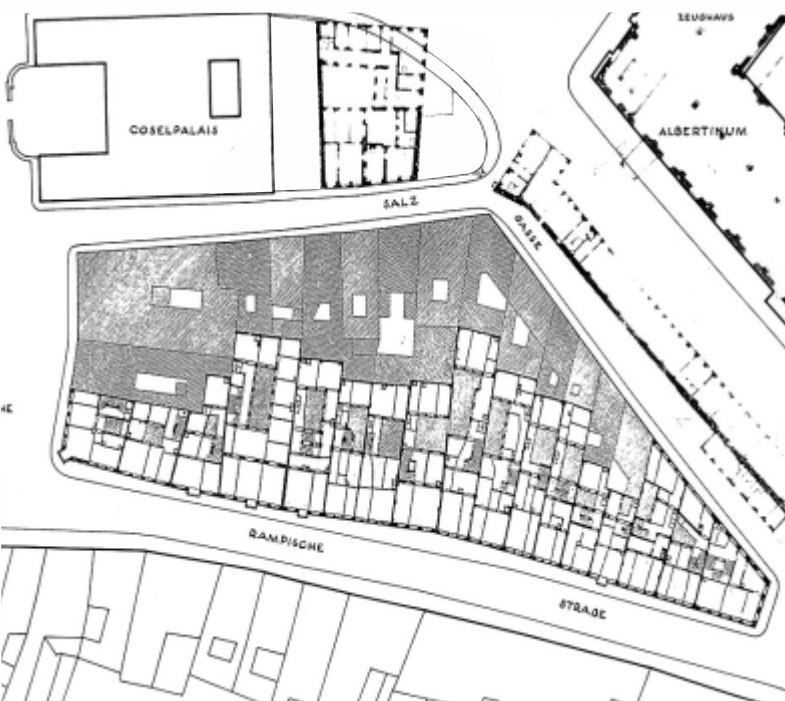 ZEUGHAUS
COSELPALAIS
ALBERTINUM
SALZ
GASSE
RAMPISCHE
STRAßE